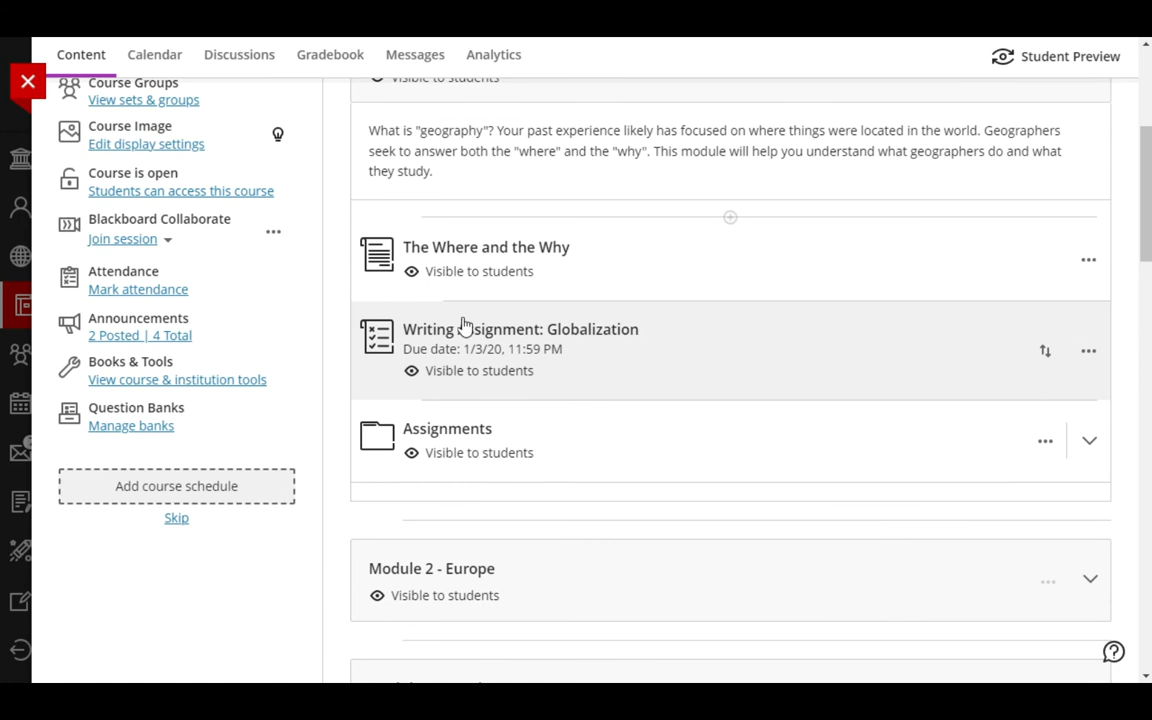 Content Calendar Discussions Gradebook Messages Analytics
Student Preview
Course Groups
View sets & groups
Course Image
Edit display settings
Course is open
Students can access this course
Blackboard Collaborate
Join session
Attendance
Mark attendance
Announcements
2 Posted | 4 Total
Books & Tools
View course & institution tools
Question Banks
Manage banks
Add course schedule
Skip
Visible to students
What is "geography"? Your past experience likely has focused on where things were located in the world. Geographers
seek to answer both the "where" and the "why". This module will help you understand what geographers do and what
they study.
The Where and the Why
Visible to students
Writing Assignment: Globalization
Due date: 1/3/20, 11:59 PM
Visible to students
Assignments
Visible to students
Module 2 - Europe
Visible to students